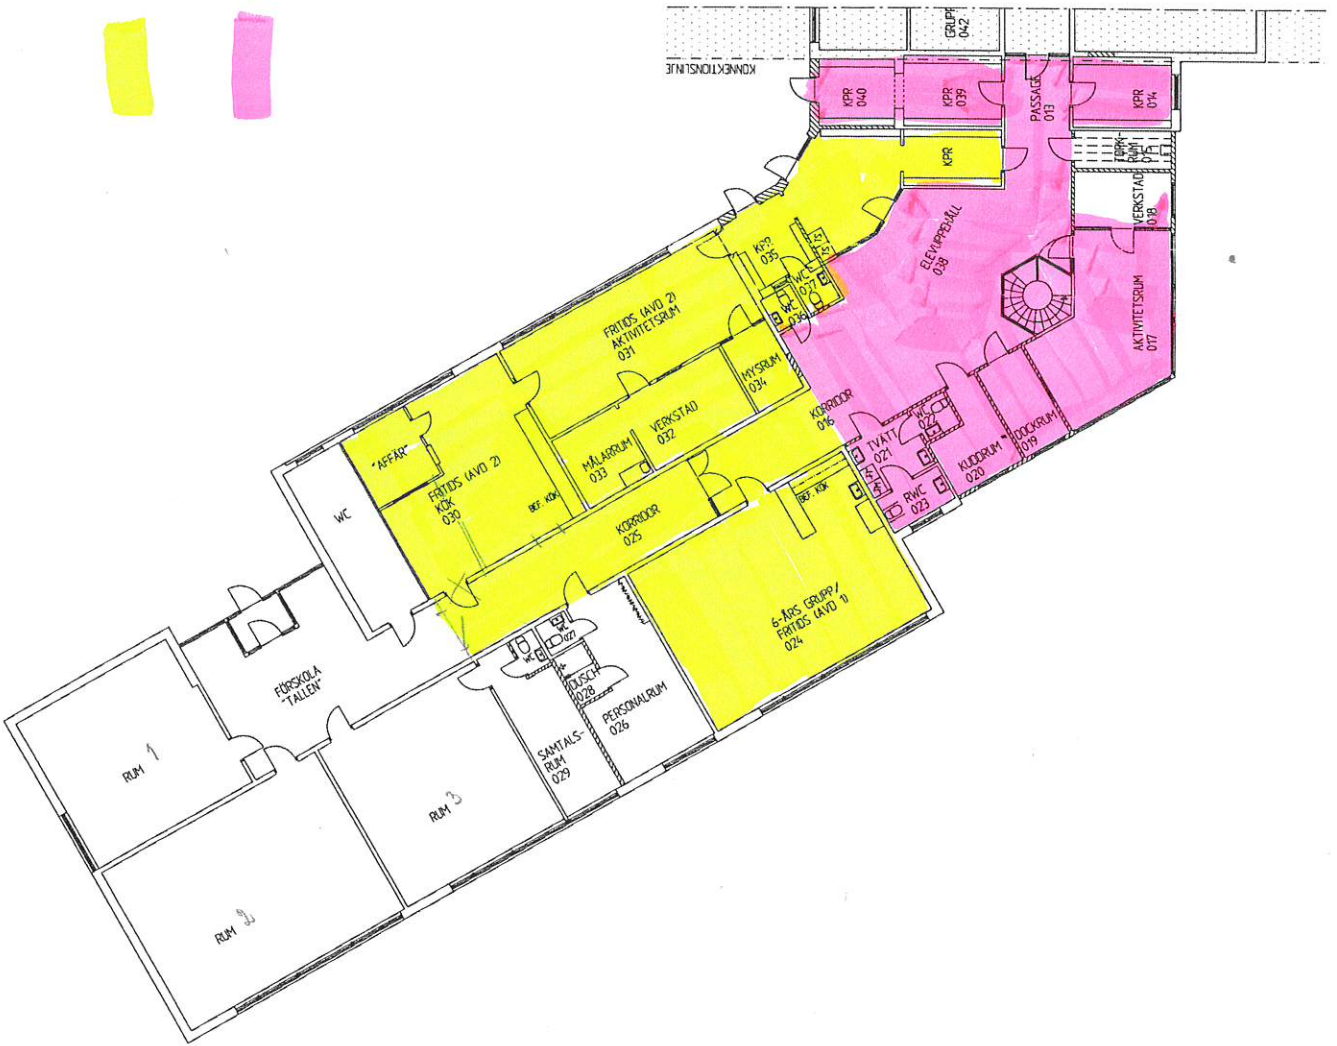 GRUPP
042
KONNEKTIONSLINJE
KPR
040
KPR
039
PASSAGE
013
KPR
014
TORK-
RUM
015
KPR
VERKSTAD
018
ELEVUPPEHÅLL
038
KPR
035
WC
037
WC
036
AKTIVITETSRUM
017
FRITIDS (AVD 2)
AKTIVITETSRUM
031
MYSRUM
034
KORRIDOR
016
VERKSTAD
032
MÅLARRUM
033
WC
022
TVÄTT
021
DOCKRUM
019
KUDDRUM
020
RWC
023
"AFFÄR"
FRITIDS (AVD 2)
KÖK
030
BEF. KÖK
BEF. KÖK
KORRIDOR
025
WC
6-ÅRS GRUPP/
FRITIDS (AVD 1)
024
WC
027
WC
DUSCH
028
PERSONALRUM
026
SAMTALS-
RUM
029
FÖRSKOLA
"TALLEN"
RUM 1
RUM 3
RUM 2